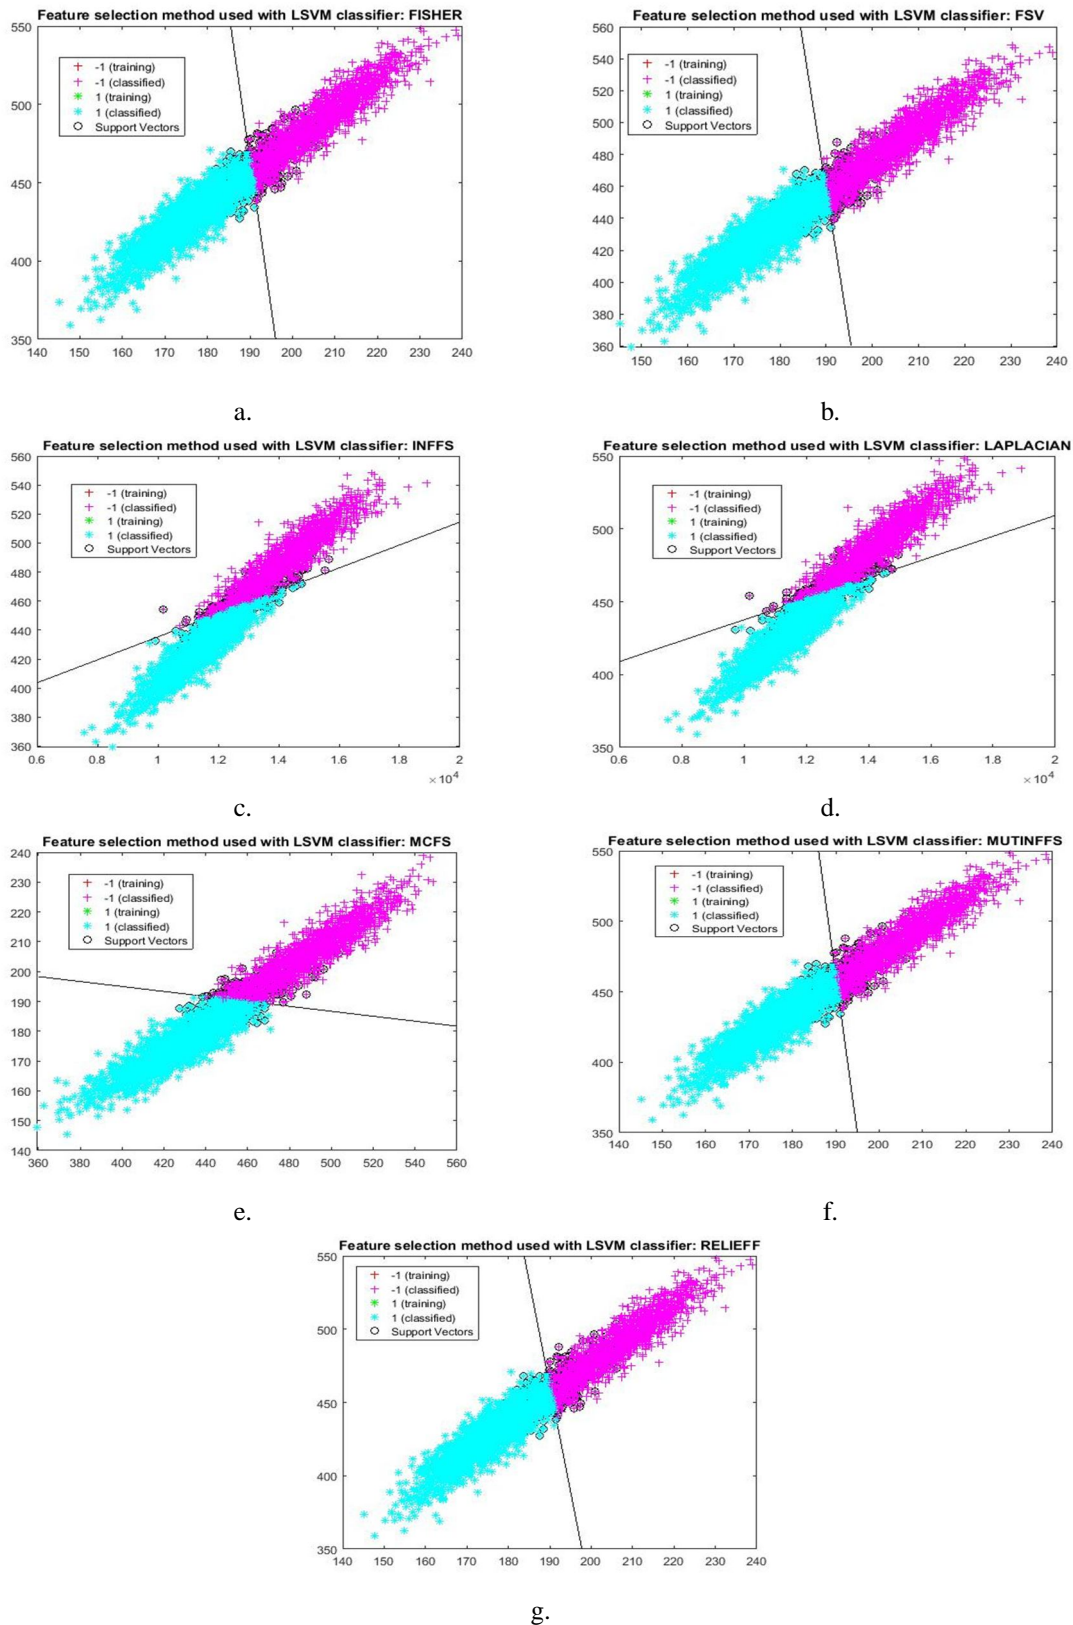 Feature selection method used with LSVM classifier: FISHER
550
500
450
400
350
140 160 180 200 210 200 210 220 230 240
-1 (training)
-1 (classified)
1 (training)
1 (classified)
Support Vectors
a.
Feature selection method used with LSVM classifier: FSV
560
540
520
500
480
460
440
420
400
380
360
150 160 170 180 190 200 210 220 230 240
-1 (training)
-1 (classified)
1 (training)
1 (classified)
Support Vectors
b.
Feature selection method used with LSVM classifier: INFFS
560
540
520
500
480
460
440
420
400
380
360
0.6 0.8 1 1.2 1.4 1.6 1.8 2
×10⁴
-1 (training)
-1 (classified)
1 (training)
1 (classified)
Support Vectors
c.
Feature selection method used with LSVM classifier: LAPLACIAN
550
500
450
400
350
0.6 0.8 1 1.2 1.4 1.6 1.8 2
×10⁴
-1 (training)
-1 (classified)
1 (training)
1 (classified)
Support Vectors
d.
Feature selection method used with LSVM classifier: MCFS
240
230
220
210
200
190
180
170
160
150
140
360 380 400 420 440 460 480 500 520 540 560
-1 (training)
-1 (classified)
1 (training)
1 (classified)
Support Vectors
e.
Feature selection method used with LSVM classifier: MUTINFFS
550
500
450
400
350
140 150 160 170 180 190 200 210 220 230 240
-1 (training)
-1 (classified)
1 (training)
1 (classified)
Support Vectors
f.
Feature selection method used with LSVM classifier: RELIEFF
550
500
450
400
350
140 150 160 170 180 190 200 210 220 230 240
-1 (training)
-1 (classified)
1 (training)
1 (classified)
Support Vectors
g.